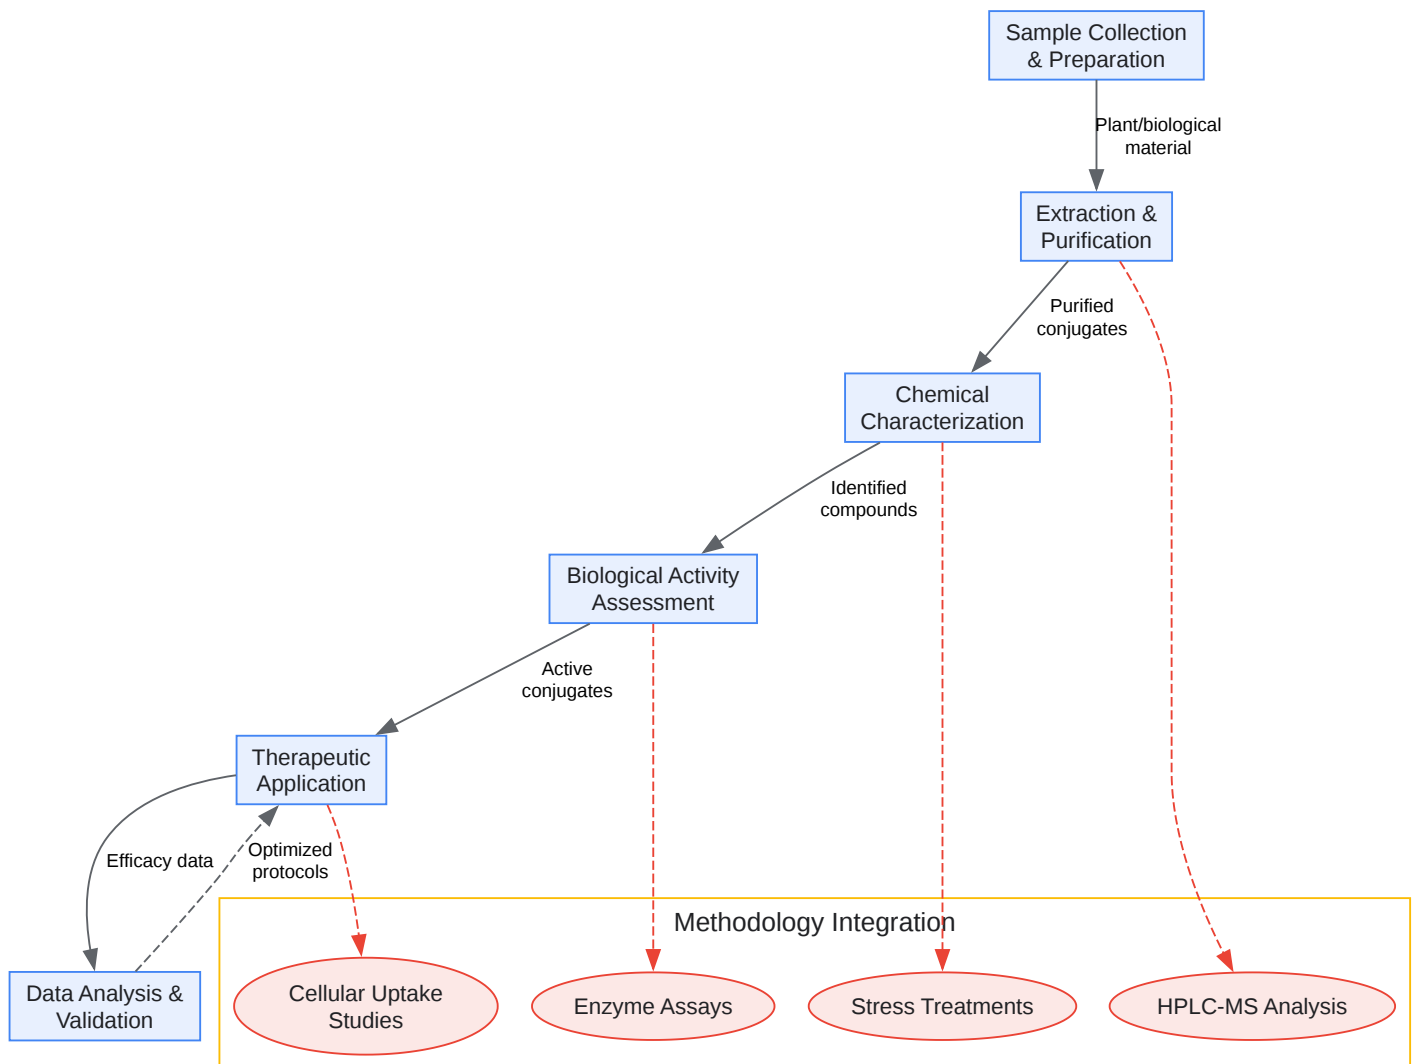 Sample Collection
& Preparation
Plant/biological
material
Extraction &
Purification
Purified
conjugates
Chemical
Characterization
Identified
compounds
Biological Activity
Assessment
Active
conjugates
Therapeutic
Application
Efficacy data
Optimized
protocols
Methodology Integration
Data Analysis &
Validation
Cellular Uptake
Studies
Enzyme Assays
Stress Treatments
HPLC-MS Analysis